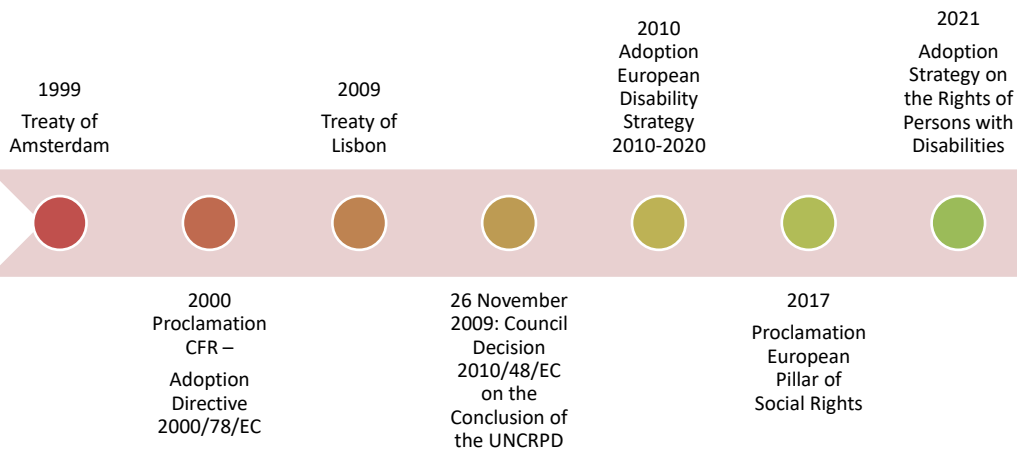 1999
Treaty of
Amsterdam
2000
Proclamation
CFR –
Adoption
Directive
2000/78/EC
2009
Treaty of
Lisbon
26 November
2009: Council
Decision
2010/48/EC
on the
Conclusion of
the UNCRPD
2010
Adoption
European
Disability
Strategy
2010-2020
2017
Proclamation
European
Pillar of
Social Rights
2021
Adoption
Strategy on
the Rights of
Persons with
Disabilities